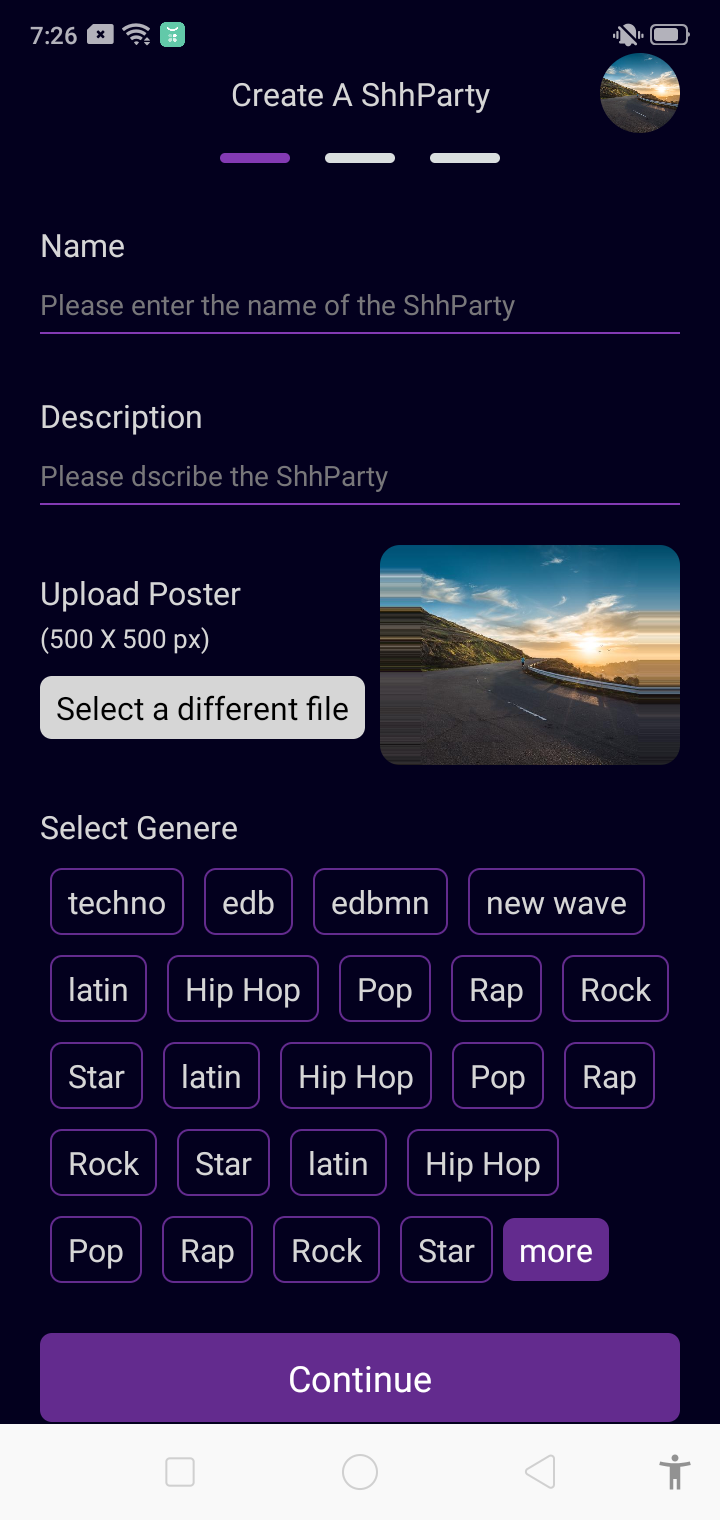 7:26
Create A ShhParty
Name
Please enter the name of the ShhParty
Description
Please dscribe the ShhParty
Upload Poster
(500 X 500 px)
Select a different file
Select Genere
techno edb edbmn new wave
latin Hip Hop Pop Rap Rock
Star latin Hip Hop Pop Rap
Rock Star latin Hip Hop
Pop Rap Rock Star more
Continue